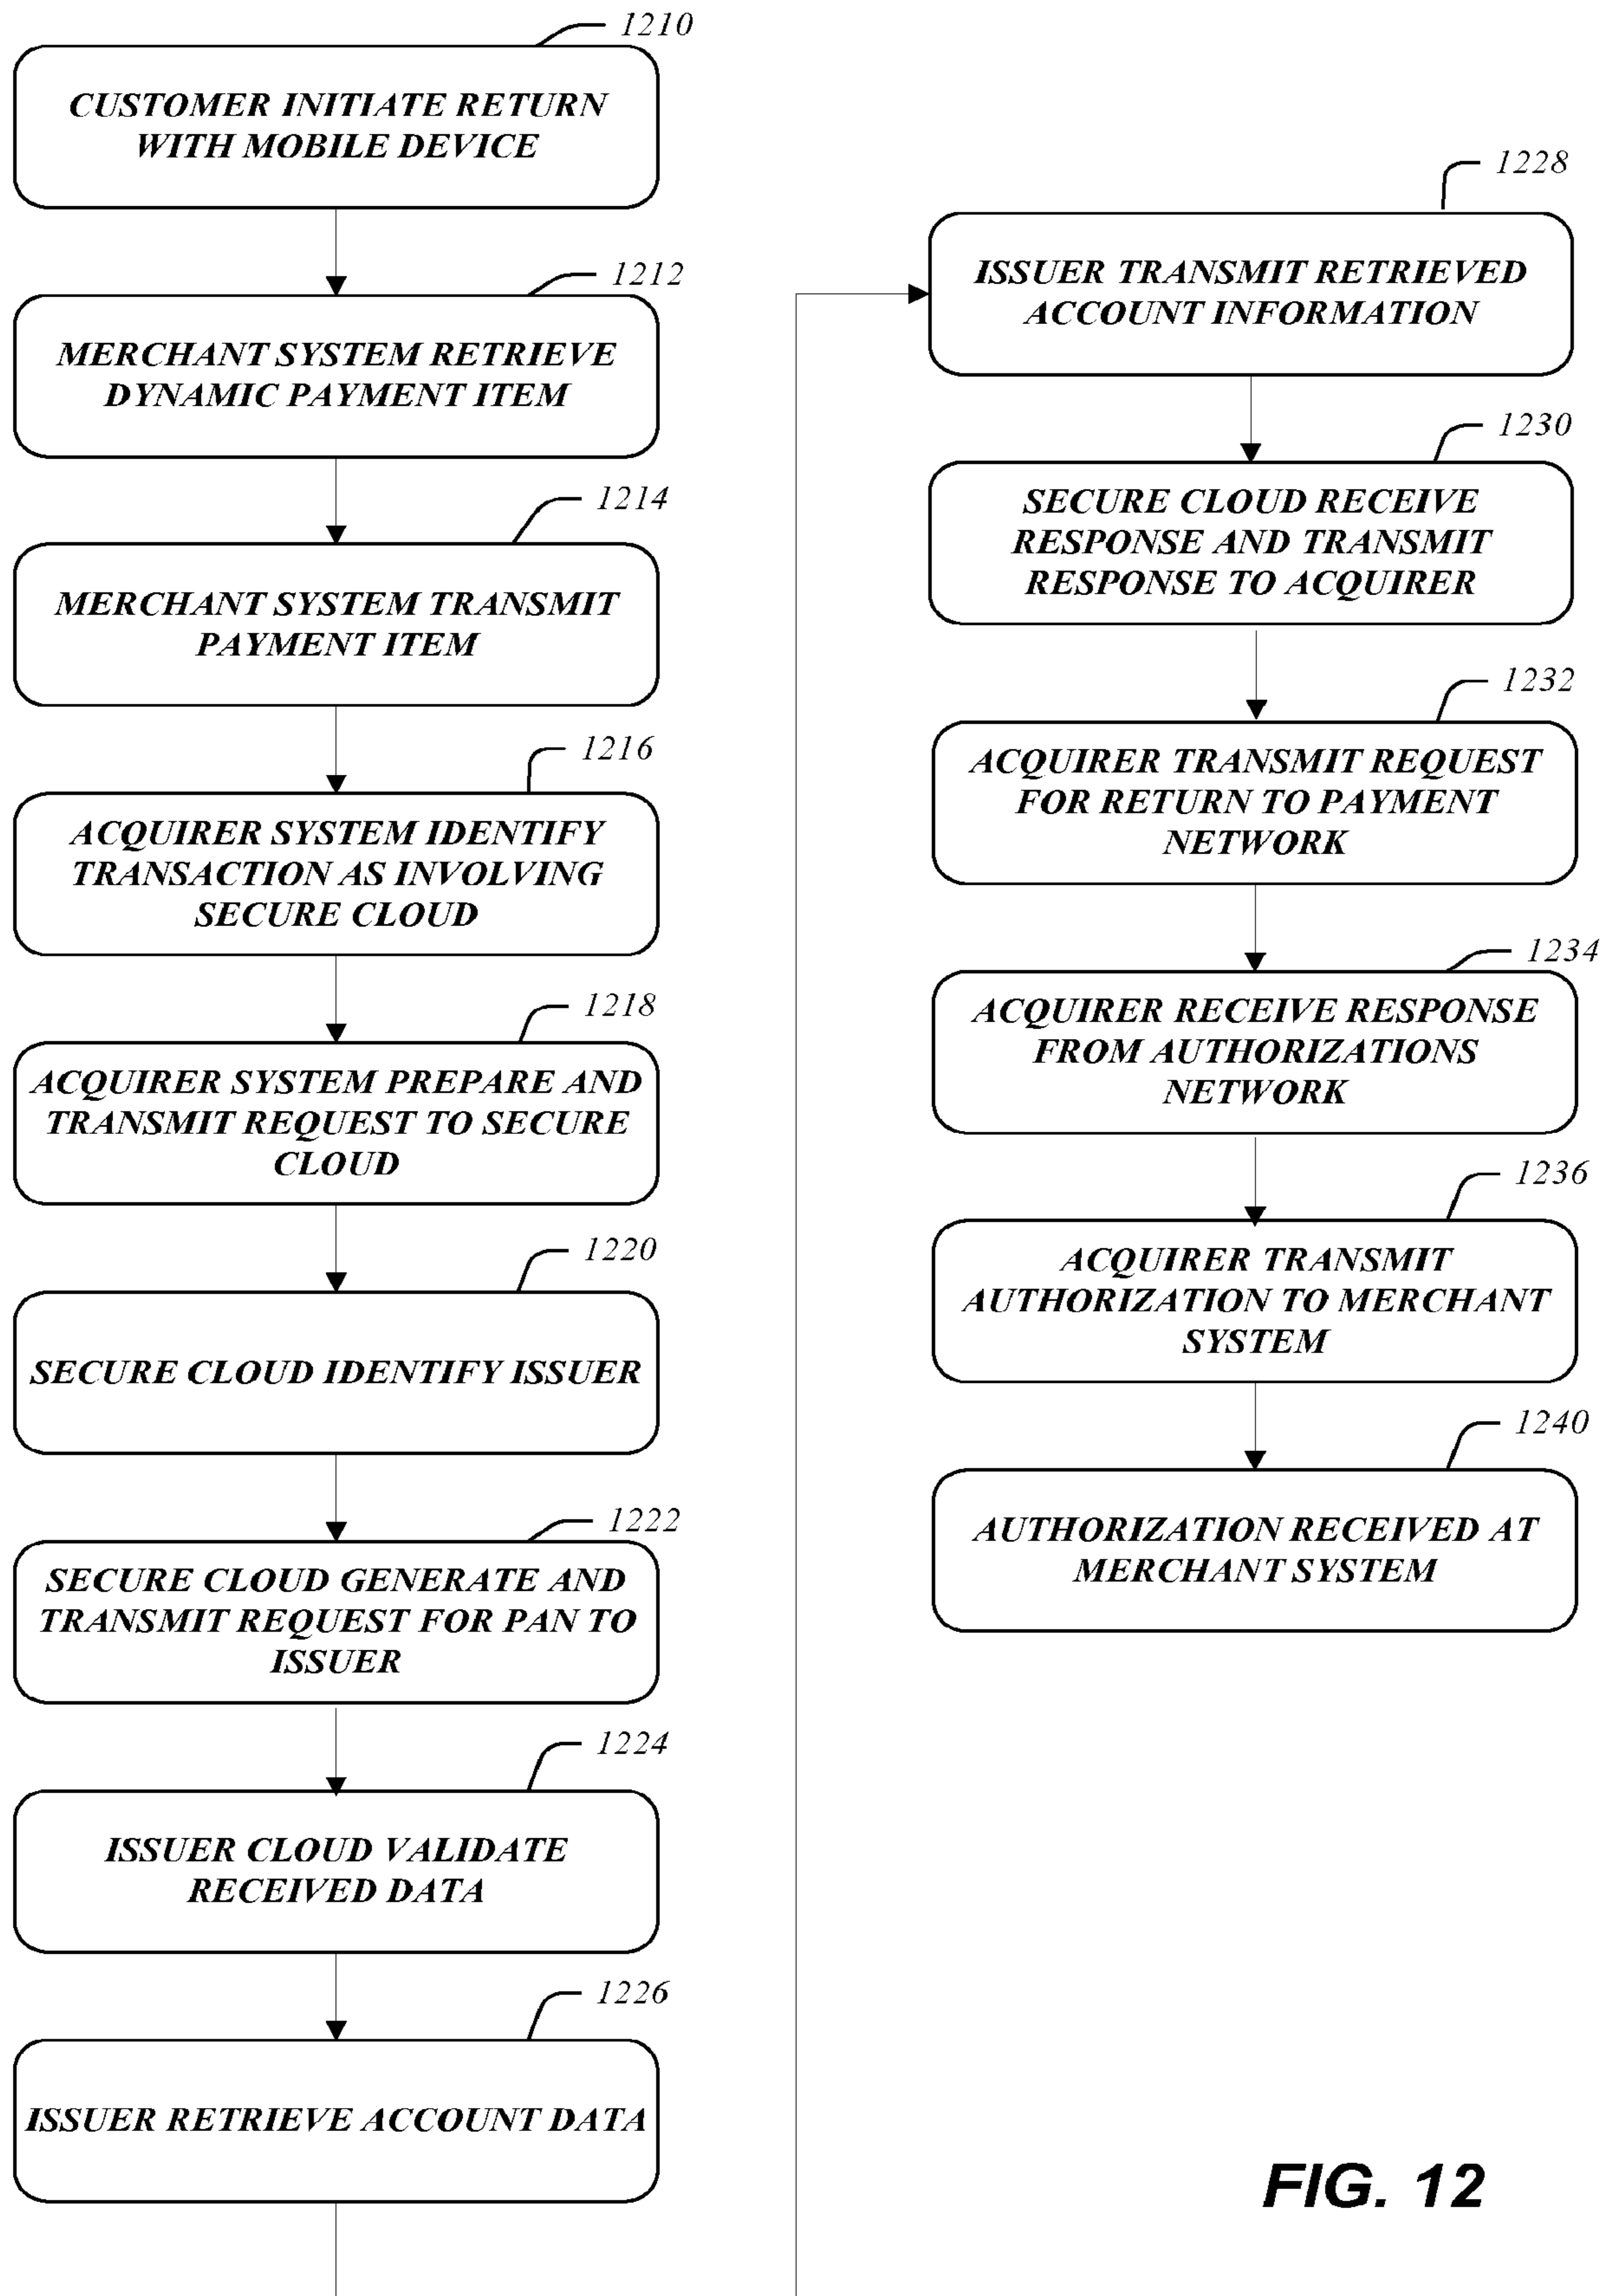 1210
CUSTOMER INITIATE RETURN
WITH MOBILE DEVICE
1212
MERCHANT SYSTEM RETRIEVE
DYNAMIC PAYMENT ITEM
1214
MERCHANT SYSTEM TRANSMIT
PAYMENT ITEM
1216
ACQUIRER SYSTEM IDENTIFY
TRANSACTION AS INVOLVING
SECURE CLOUD
1218
ACQUIRER SYSTEM PREPARE AND
TRANSMIT REQUEST TO SECURE
CLOUD
1220
SECURE CLOUD IDENTIFY ISSUER
1222
SECURE CLOUD GENERATE AND
TRANSMIT REQUEST FOR PAN TO
ISSUER
1224
ISSUER CLOUD VALIDATE
RECEIVED DATA
1226
ISSUER RETRIEVE ACCOUNT DATA
1228
ISSUER TRANSMIT RETRIEVED
ACCOUNT INFORMATION
1230
SECURE CLOUD RECEIVE
RESPONSE AND TRANSMIT
RESPONSE TO ACQUIRER
1232
ACQUIRER TRANSMIT REQUEST
FOR RETURN TO PAYMENT
NETWORK
1234
ACQUIRER RECEIVE RESPONSE
FROM AUTHORIZATIONS
NETWORK
1236
ACQUIRER TRANSMIT
AUTHORIZATION TO MERCHANT
SYSTEM
1240
AUTHORIZATION RECEIVED AT
MERCHANT SYSTEM
FIG. 12